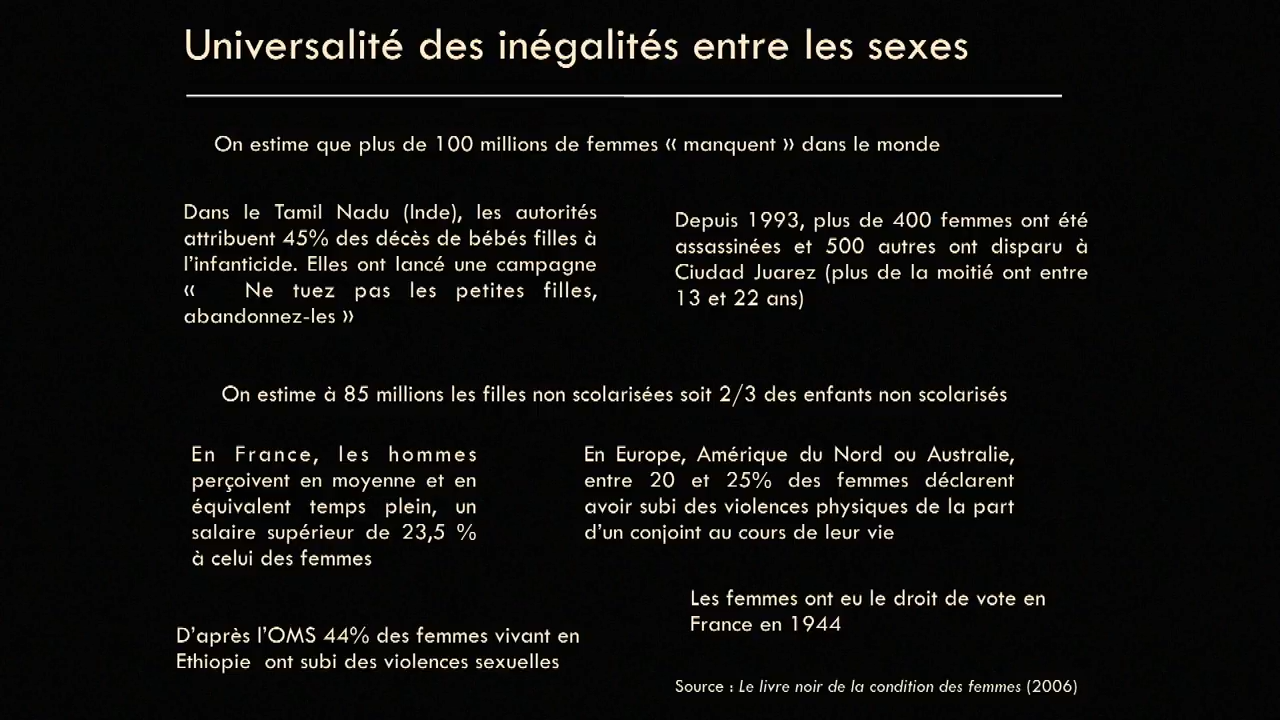 Universalité des inégalités entre les sexes
On estime que plus de 100 millions de femmes « manquent » dans le monde
Dans le Tamil Nadu (Inde), les autorités
attribuent 45% des décès de bébés filles à
l'infanticide. Elles ont lancé une campagne
« Ne tuez pas les petites filles,
abandonnez-les »
Depuis 1993, plus de 400 femmes ont été
assassinées et 500 autres ont disparu à
Ciudad Juarez (plus de la moitié ont entre
13 et 22 ans)
On estime à 85 millions les filles non scolarisées soit 2/3 des enfants non scolarisés
En France, les hommes
perçoivent en moyenne et en
équivalent temps plein, un
salaire supérieur de 23,5 %
à celui des femmes
En Europe, Amérique du Nord ou Australie,
entre 20 et 25% des femmes déclarent
avoir subi des violences physiques de la part
d'un conjoint au cours de leur vie
Les femmes ont eu le droit de vote en
France en 1944
D'après l'OMS 44% des femmes vivant en
Ethiopie ont subi des violences sexuelles
Source : Le livre noir de la condition des femmes (2006)